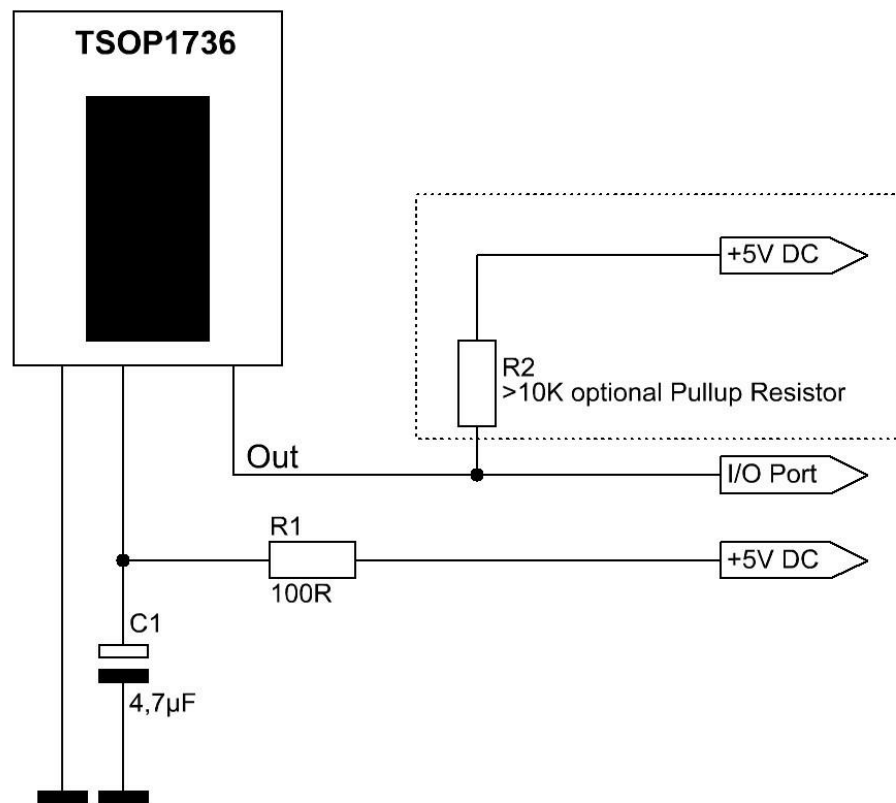 TSOP1736
+5V DC
R2
>10K optional Pullup Resistor
Out
I/O Port
R1
+5V DC
100R
C1
4,7µF